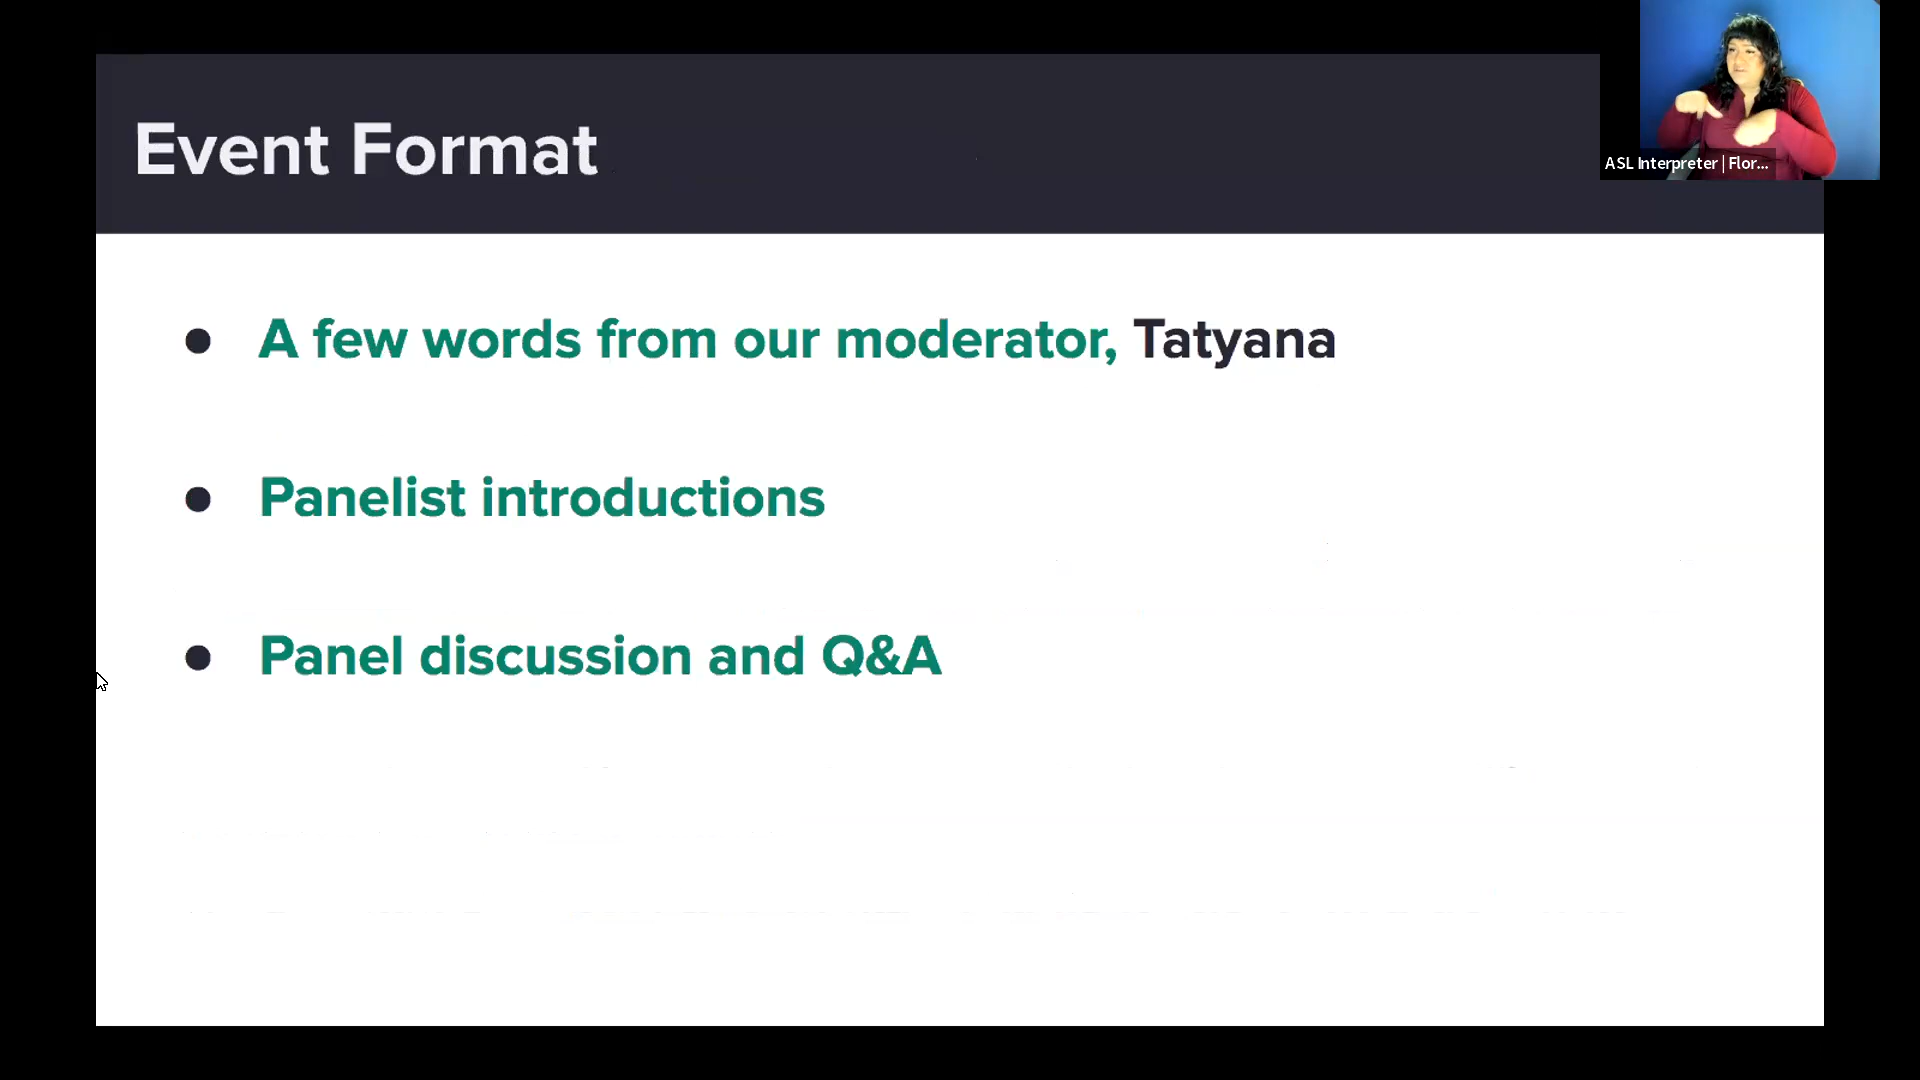 Event Format
ASL Interpreter | Flor...
● A few words from our moderator, Tatyana
● Panelist introductions
● Panel discussion and Q&A